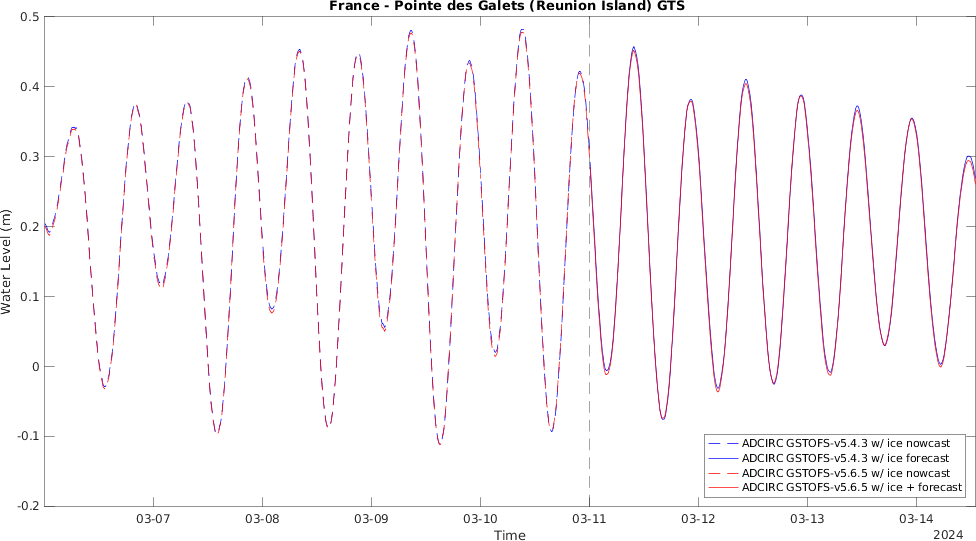 France - Pointe des Galets (Reunion Island) GTS
0.5
0.4
0.3
0.2
0.1
0
-0.1
-0.2
Water Level (m)
ADCIRC GSTOFS-v5.4.3 w/ ice nowcast
ADCIRC GSTOFS-v5.4.3 w/ ice forecast
ADCIRC GSTOFS-v5.6.5 w/ ice nowcast
ADCIRC GSTOFS-v5.6.5 w/ ice + forecast
03-07 03-08 03-09 03-10 03-11 03-12 03-13 03-14
Time
2024